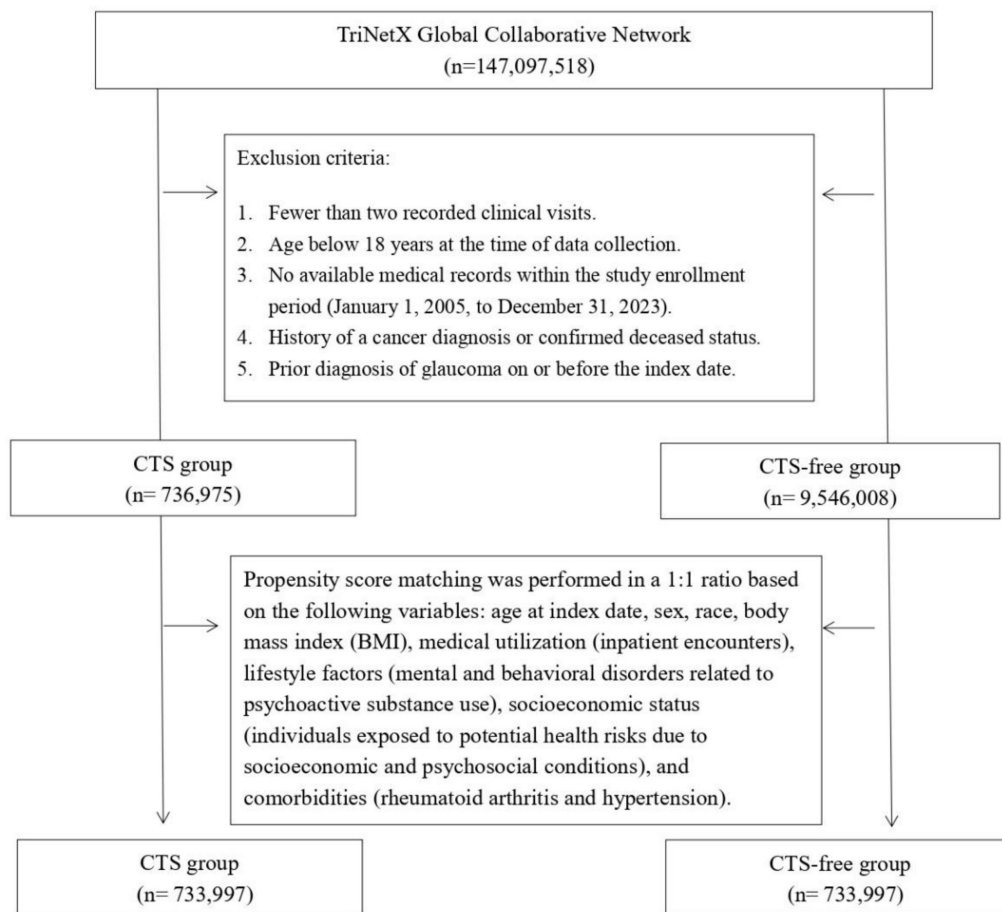 TriNetX Global Collaborative Network
(n=147,097,518)
Exclusion criteria:
1. Fewer than two recorded clinical visits.
2. Age below 18 years at the time of data collection.
3. No available medical records within the study enrollment
period (January 1, 2005, to December 31, 2023).
4. History of a cancer diagnosis or confirmed deceased status.
5. Prior diagnosis of glaucoma on or before the index date.
CTS group
(n= 736,975)
CTS-free group
(n= 9,546,008)
Propensity score matching was performed in a 1:1 ratio based
on the following variables: age at index date, sex, race, body
mass index (BMI), medical utilization (inpatient encounters),
lifestyle factors (mental and behavioral disorders related to
psychoactive substance use), socioeconomic status
(individuals exposed to potential health risks due to
socioeconomic and psychosocial conditions), and
comorbidities (rheumatoid arthritis and hypertension).
CTS group
(n= 733,997)
CTS-free group
(n= 733,997)